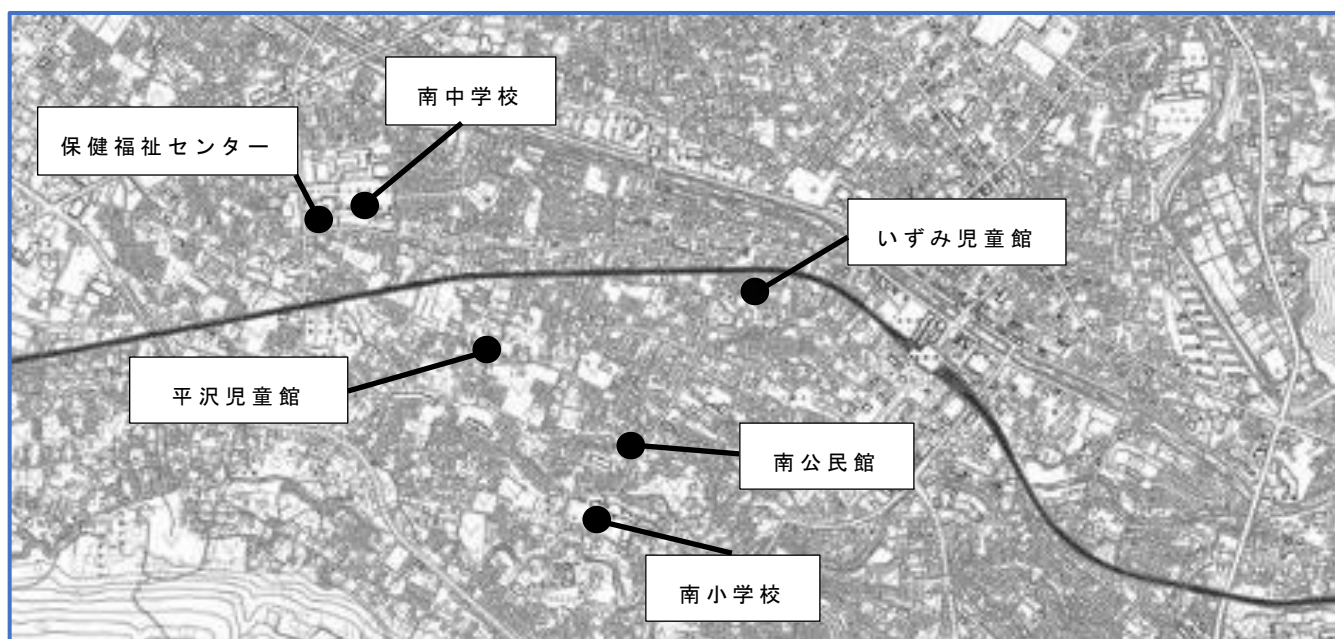 南中学校
保健福祉センター
いずみ児童館
平沢児童館
南公民館
南小学校